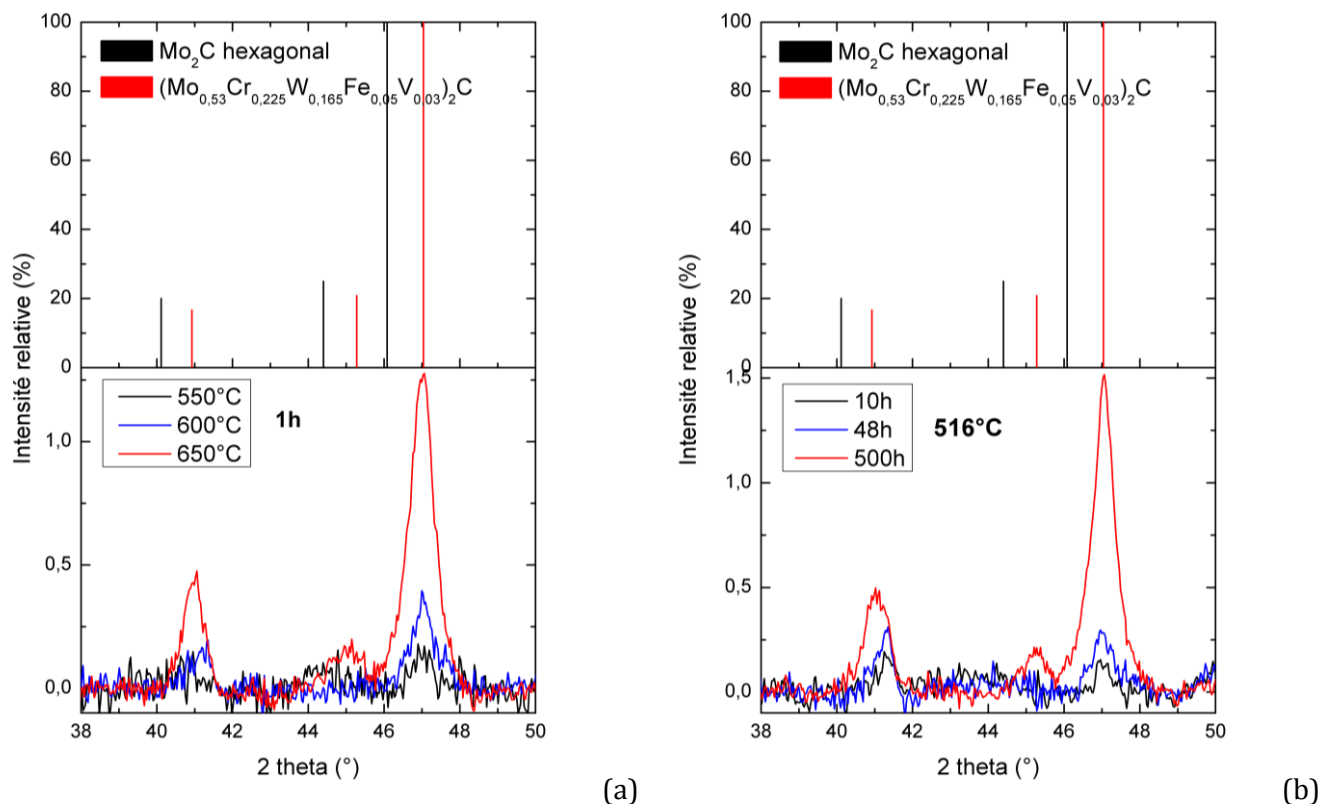 100
80
60
40
20
0
Mo2C hexagonal
(Mo0,53Cr0,225W0,165Fe0,05V0,03)2C
Intensité relative (%)
1,0
0,5
0,0
550°C
600°C
650°C
1h
38 40 42 44 46 48 50
2 theta (°)
(a)
100
80
60
40
20
0
Mo2C hexagonal
(Mo0,53Cr0,225W0,165Fe0,05V0,03)2C
Intensité relative (%)
1,5
1,0
0,5
0,0
10h
48h
500h
516°C
38 40 42 44 46 48 50
2 theta (°)
(b)